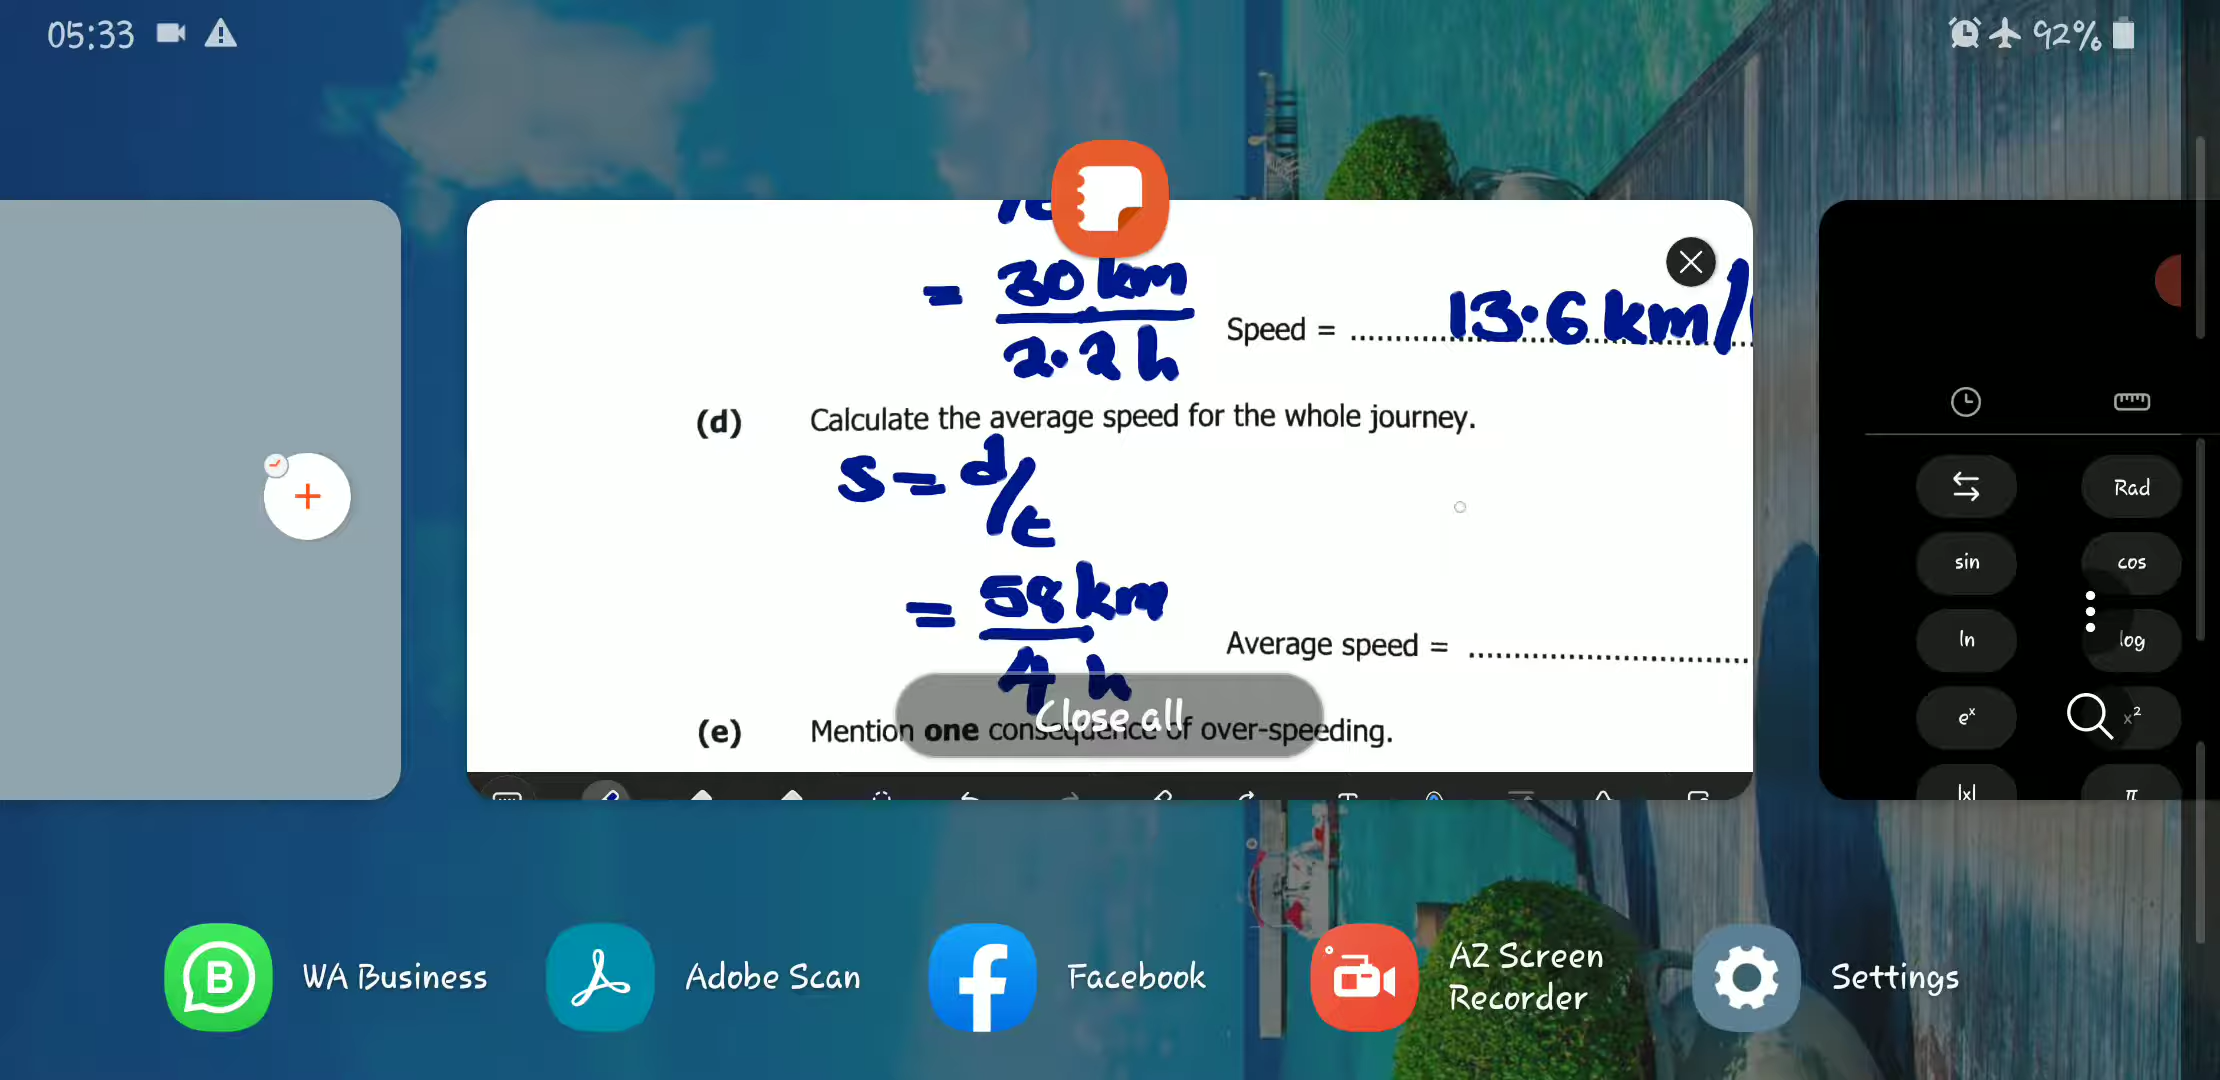 05:33
92%
= 30 km
2.2 h
Speed = .......... 13.6 km/
(d) Calculate the average speed for the whole journey.
s = d/t
= 58 km
4 h
Average speed = ..........
(e) Mention one consequence of over-speeding.
Close all
Rad
sin cos
ln log
eˣ x²
|x| π
WA Business
Adobe Scan
Facebook
AZ Screen
Recorder
Settings